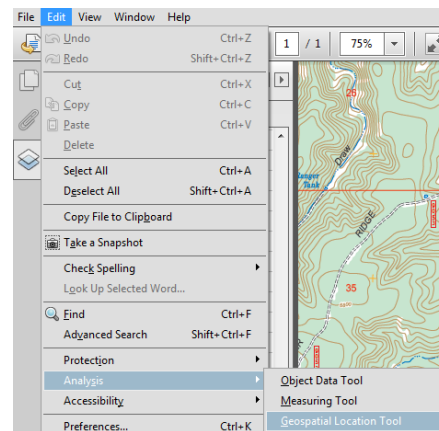 File Edit View Window Help
Undo Ctrl+Z
Redo Shift+Ctrl+Z
1 / 1 75%
Cut Ctrl+X
Copy Ctrl+C
Paste Ctrl+V
Delete
Select All Ctrl+A
Deselect All Shift+Ctrl+A
Copy File to Clipboard
Take a Snapshot
Check Spelling
Look Up Selected Word...
Find Ctrl+F
Advanced Search Shift+Ctrl+F
Protection
Analysis
Accessibility
Preferences... Ctrl+K
Object Data Tool
Measuring Tool
Geospatial Location Tool
26
Draw
Tank
RIDGE
35